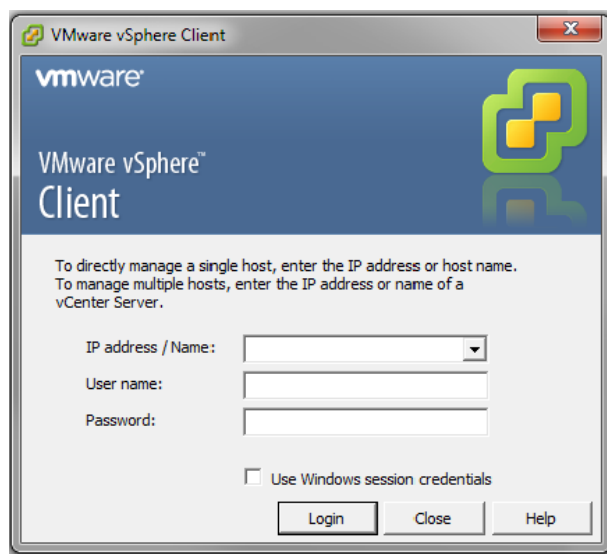 VMware vSphere Client
vmware
VMware vSphere™
Client
To directly manage a single host, enter the IP address or host name.
To manage multiple hosts, enter the IP address or name of a
vCenter Server.
IP address / Name:
User name:
Password:
Use Windows session credentials
Login Close Help